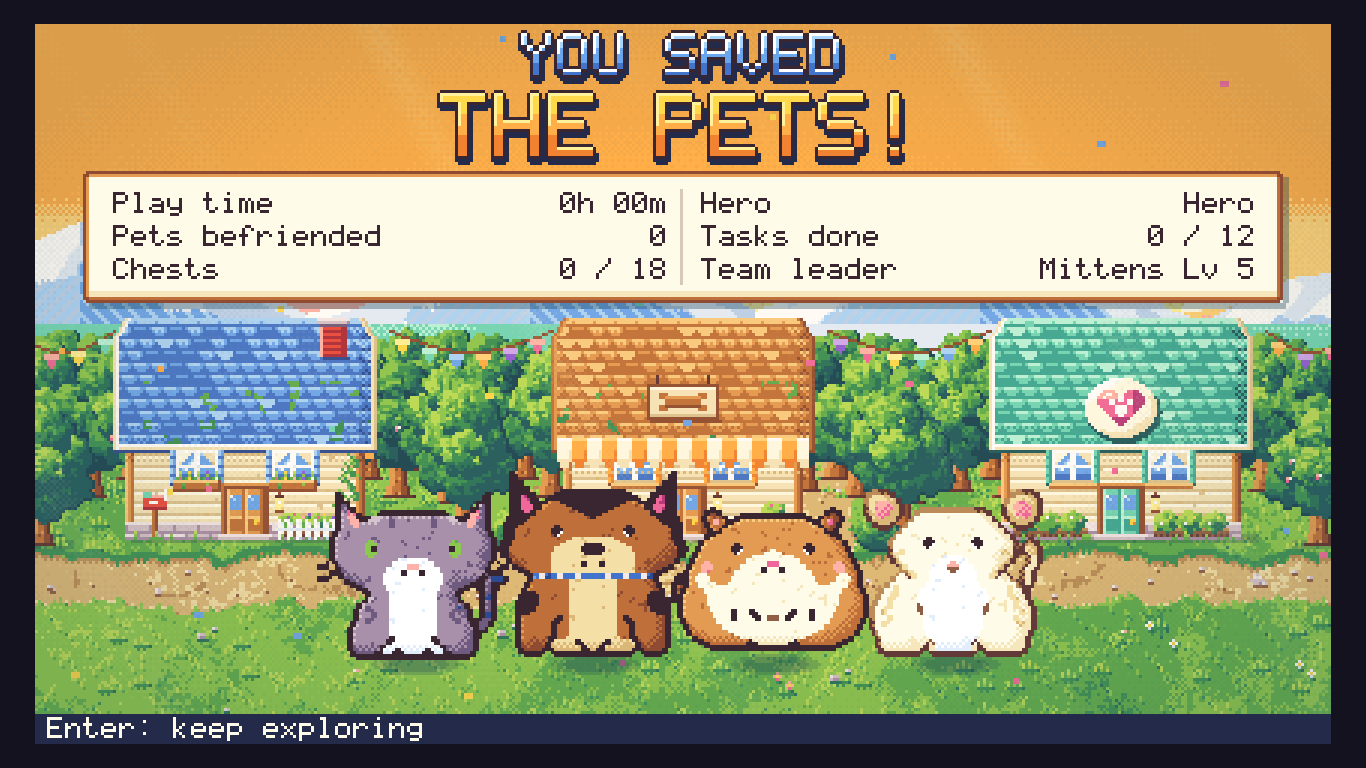 YOU SAVED
THE PETS!
Play time 0h 00m
Pets befriended 0
Chests 0 / 18
Hero Hero
Tasks done 0 / 12
Team leader Mittens Lv 5
Enter: keep exploring